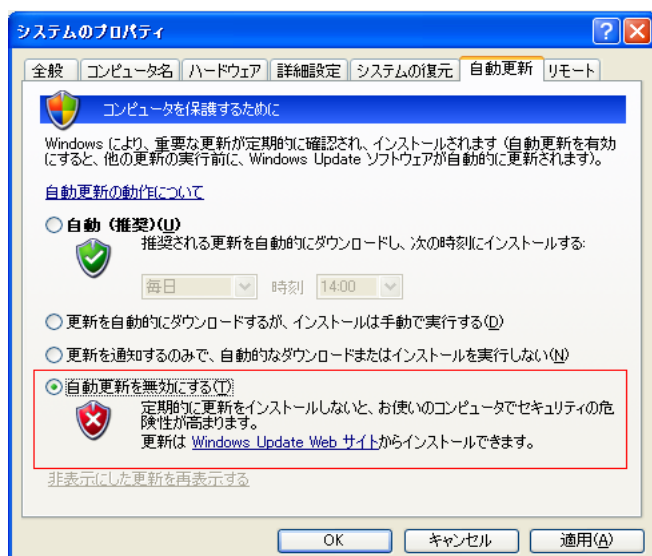 システムのプロパティ
全般 コンピュータ名 ハードウェア 詳細設定 システムの復元 自動更新 リモート
コンピュータを保護するために
Windows により、重要な更新が定期的に確認され、インストールされます (自動更新を有効
にすると、他の更新の実行前に、Windows Update ソフトウェアが自動的に更新されます)。
自動更新の動作について
自動 (推奨)(U)
推奨される更新を自動的にダウンロードし、次の時刻にインストールする:
毎日 時刻 14:00
更新を自動的にダウンロードするが、インストールは手動で実行する(D)
更新を通知するのみで、自動的なダウンロードまたはインストールを実行しない(N)
自動更新を無効にする(T)
定期的に更新をインストールしないと、お使いのコンピュータでセキュリティの危
険性が高まります。
更新は Windows Update Web サイトからインストールできます。
非表示にした更新を再表示する
OK キャンセル 適用(A)